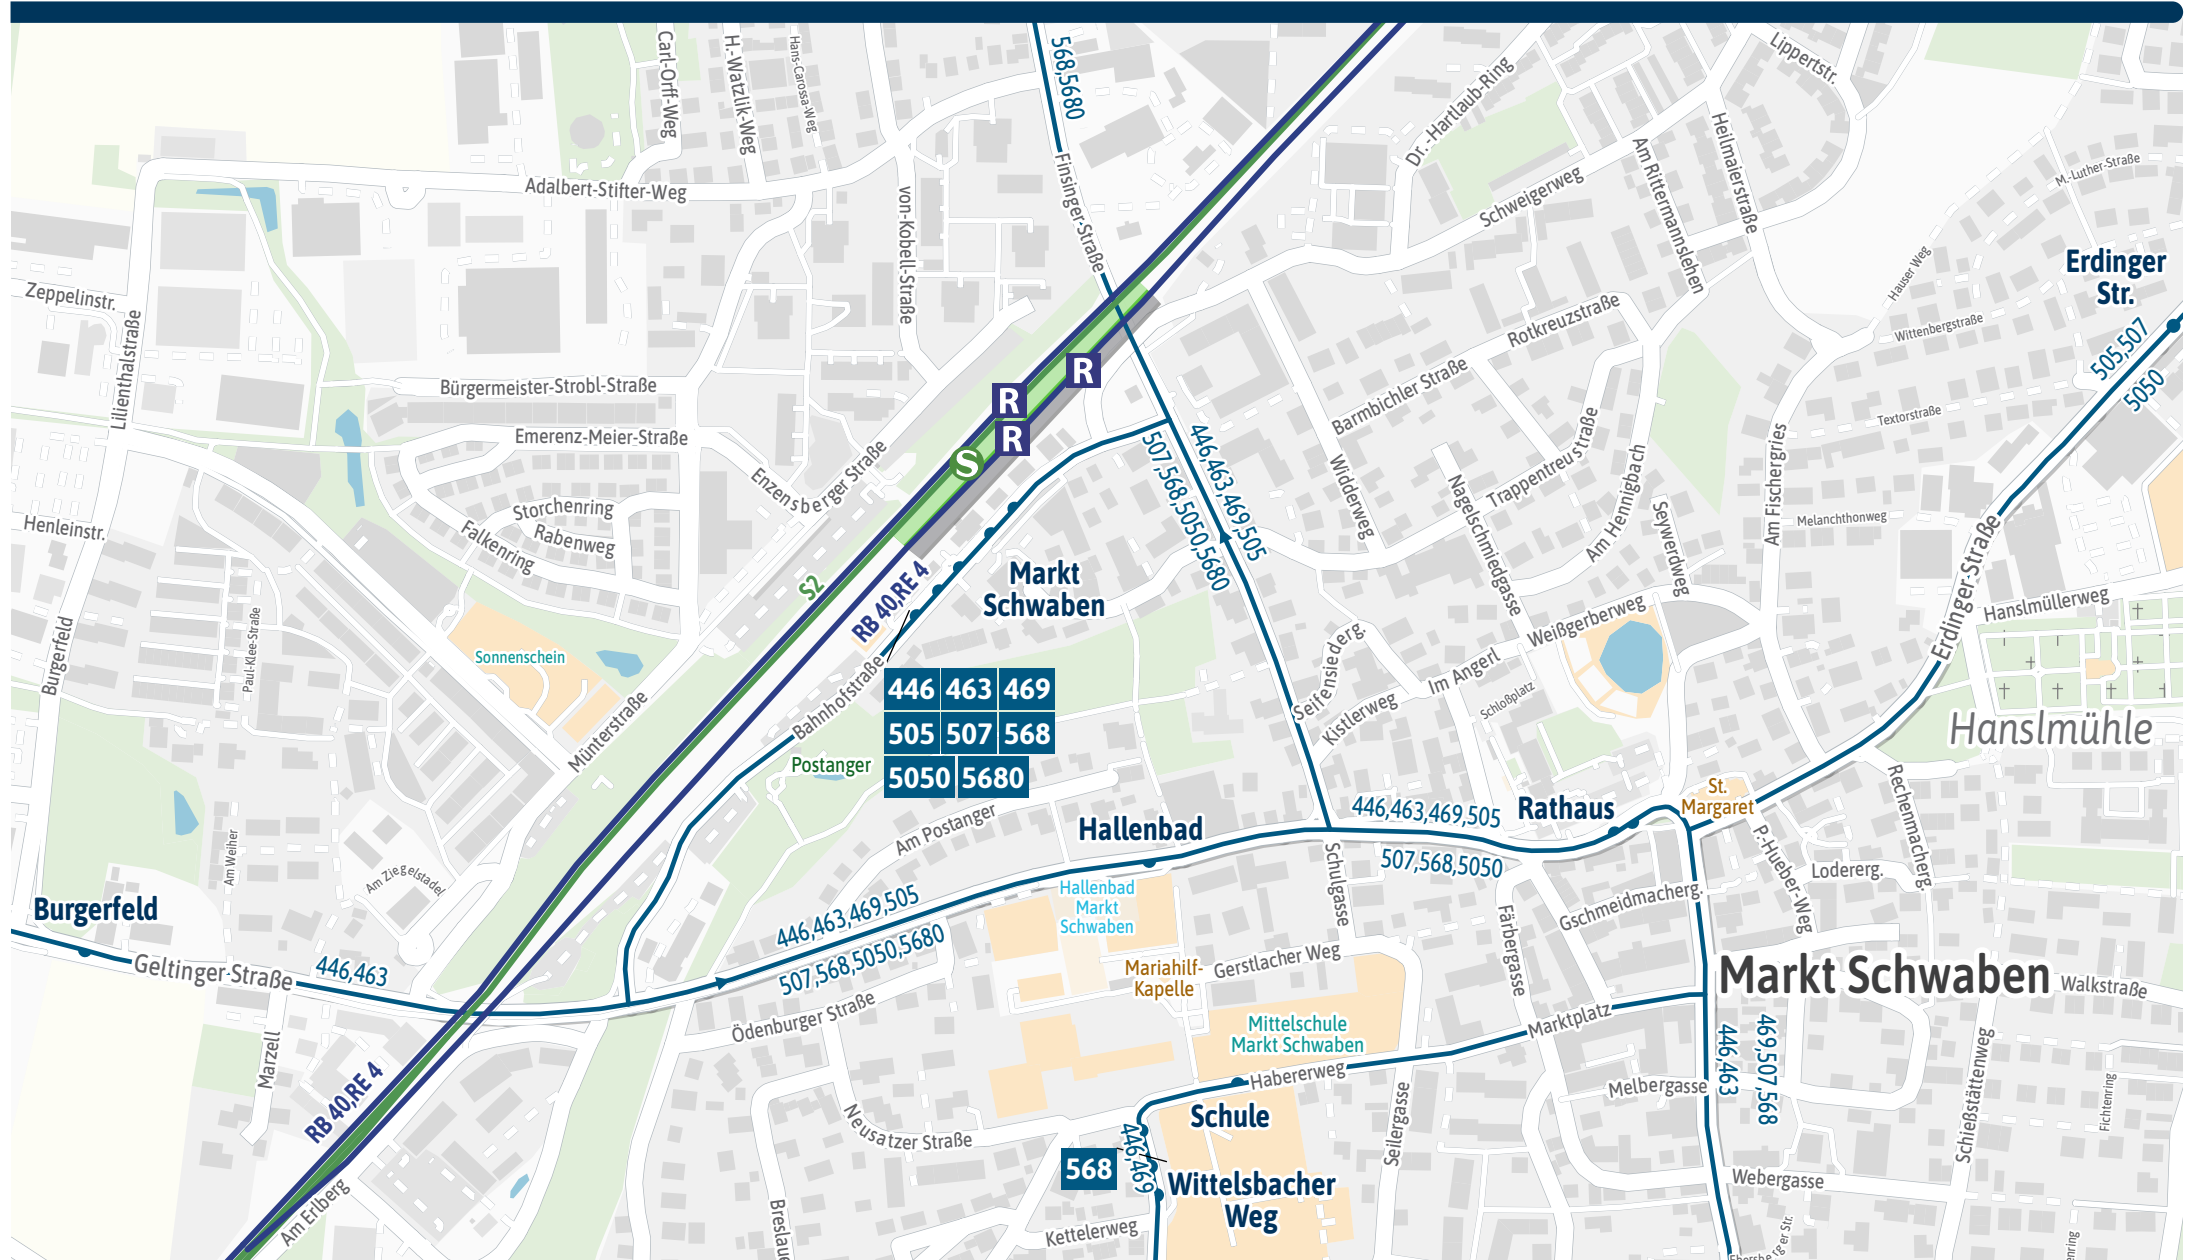 568,5680
Carl-Orff-Weg
H.-Watzlik-Weg
Hans-Carossa-Weg
Lippertstr.
Dr.-Hartlaub-Ring
Heilmaierstraße
Am Rittermannslehen
M.-Luther-Straße
Adalbert-Stifter-Weg
von-Kobell-Straße
Finsinger-Straße
Schweigerweg
Hauser Weg
Erdinger
Str.
Zeppelinstr.
Lilienthalstraße
Rotkreuzstraße
Wittenbergstraße
505,507
5050
Bürgermeister-Strobl-Straße
R
R
R
S
Barmbichler Straße
Textorstraße
Emerenz-Meier-Straße
Enzensberger Straße
446,463,469,505
507,568,5050,5680
Widderweg
Trappentreustraße
Nagelschmiedgasse
Am Hennigbach
Seywerdweg
Am Fischergries
Melanchthonweg
Storchenring
Rabenweg
Falkenring
Henleinstr.
Erdinger-Straße
Markt
Schwaben
S2
RB 40,RE 4
Hanslmüllerweg
Weißgerberweg
Burgerfeld
Paul-Klee-Straße
Sonnenschein
Münterstraße
Bahnhofstraße
446 463 469
505 507 568
5050 5680
Seifensiederg.
Kistlerweg
Im Angerl
Schloßplatz
Hanslmühle
Postanger
Am Postanger
Hallenbad
446,463,469,505
507,568,5050
Rathaus
St.
Margaret
Rechenmacherg.
P.-Hueber-Weg
Lodererg.
Am Weiher
Am Ziegelstadel
Burgerfeld
Geltinger-Straße
446,463
446,463,469,505
507,568,5050,5680
Hallenbad
Markt
Schwaben
Schulgasse
Färbergasse
Gschmeidmacherg.
Mariahilf-
Kapelle
Gerstlacher Weg
Markt Schwaben
Walkstraße
Ödenburger Straße
Marktplatz
Mittelschule
Markt Schwaben
Marzell
RB 40,RE 4
Habererweg
446,463
469,507,568
Melbergasse
Schießstättenweg
Fichtenring
Schule
Neusatzer Straße
446,469
568
Seilergasse
Wittelsbacher
Weg
Webergasse
Am Erlberg
Breslaue
Kettelerweg